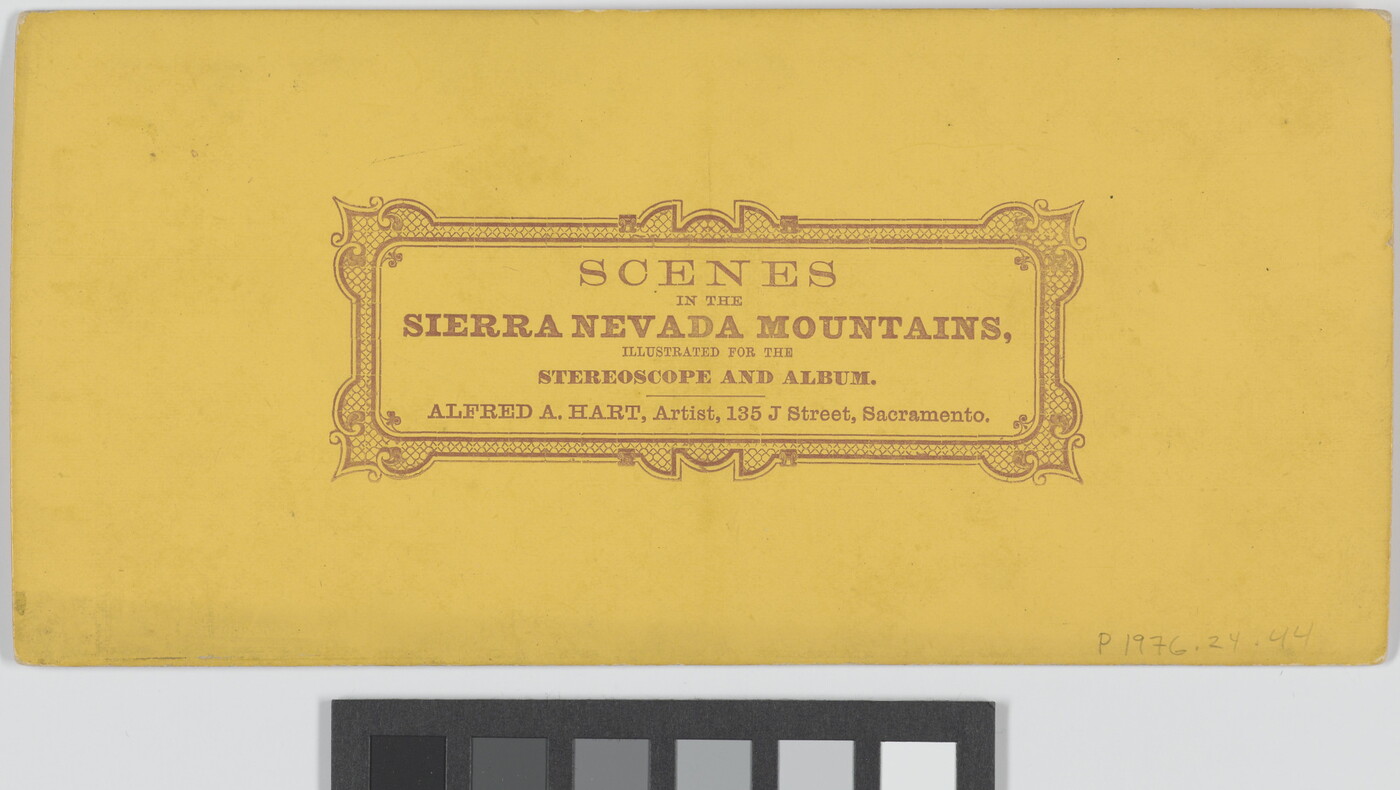 SCENES
IN THE
SIERRA NEVADA MOUNTAINS,
ILLUSTRATED FOR THE
STEREOSCOPE AND ALBUM.
ALFRED A. HART, Artist, 135 J Street, Sacramento.
P1976.24.44